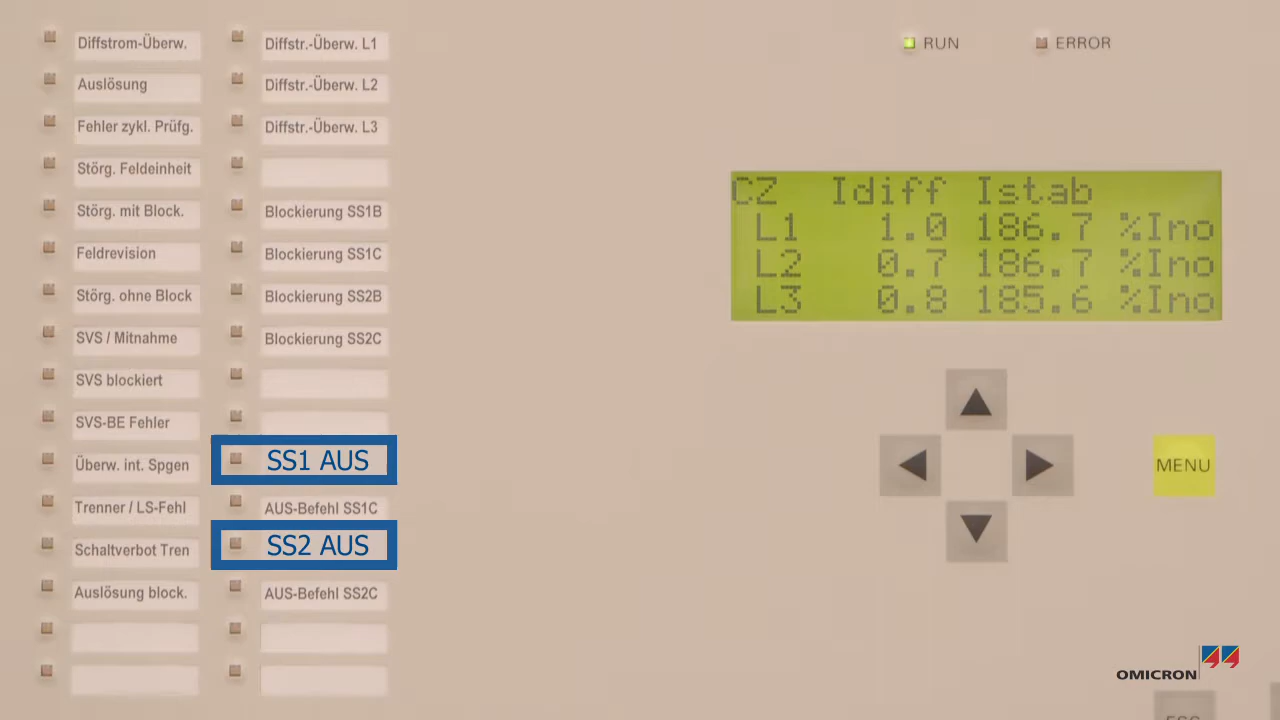 Diffstrom-Überw.
Auslösung
Fehler zykl. Prüfg.
Störg. Feldeinheit
Störg. mit Block.
Feldrevision
Störg. ohne Block
SVS / Mitnahme
SVS blockiert
SVS-BE Fehler
Überw. int. Spgen
Trenner / LS-Fehl
Schaltverbot Tren
Auslösung block.
Diffstr.-Überw. L1
Diffstr.-Überw. L2
Diffstr.-Überw. L3
Blockierung SS1B
Blockierung SS1C
Blockierung SS2B
Blockierung SS2C
SS1 AUS
AUS-Befehl SS1C
SS2 AUS
AUS-Befehl SS2C
RUN
ERROR
CZ Idiff Istab
L1 1.0 186.7 %Ino
L2 0.7 186.7 %Ino
L3 0.8 185.6 %Ino
MENU
OMICRON